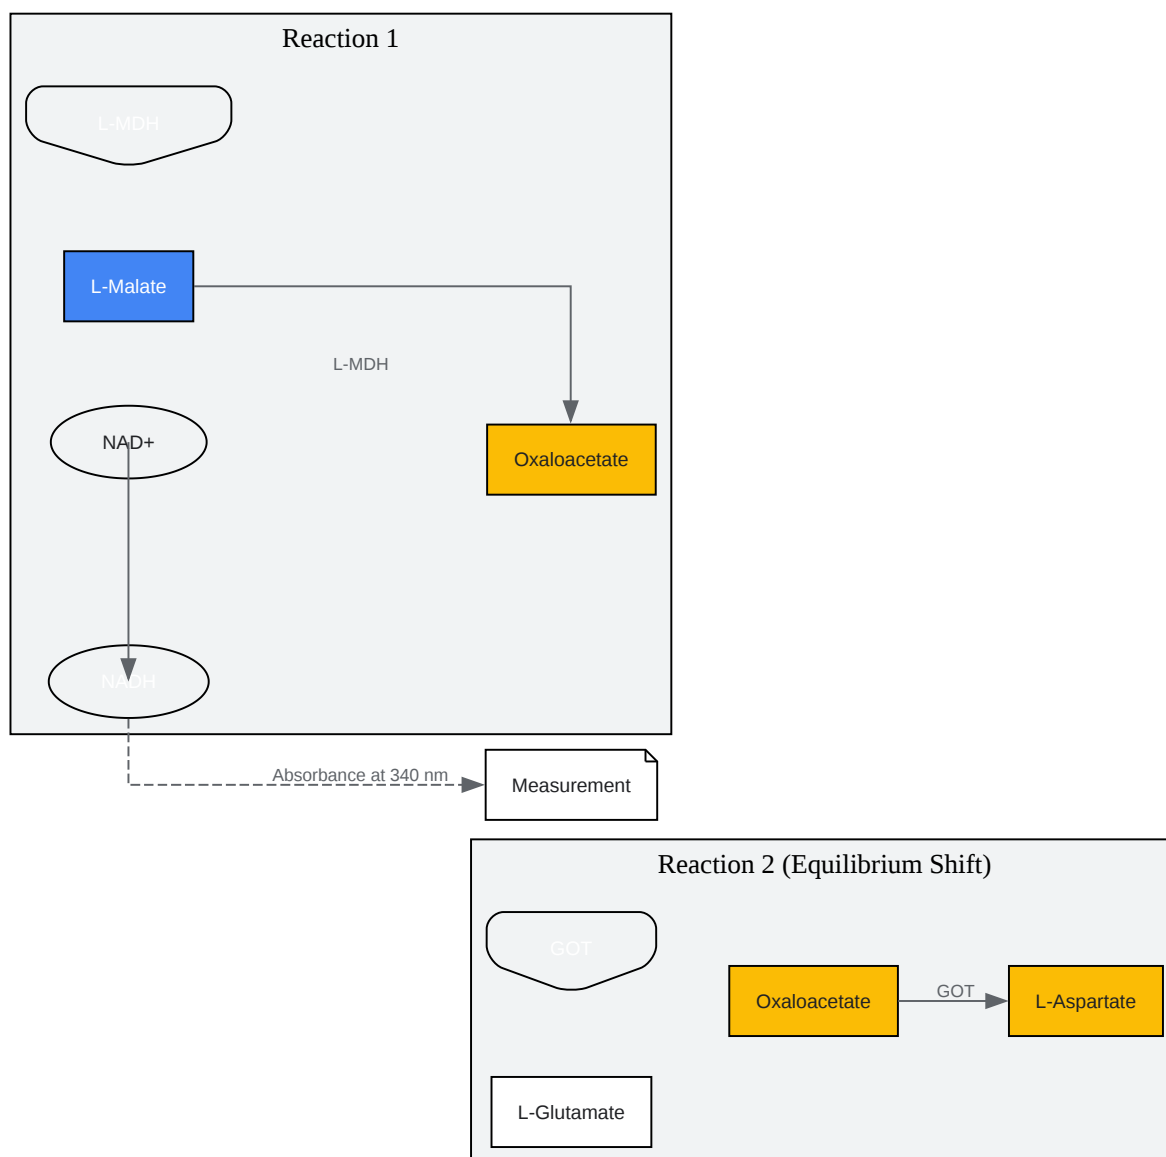 Reaction 1
L-MDH
L-Malate
L-MDH
NAD+
Oxaloacetate
NADH
Absorbance at 340 nm
Measurement
Reaction 2 (Equilibrium Shift)
GOT
Oxaloacetate
GOT
L-Aspartate
L-Glutamate